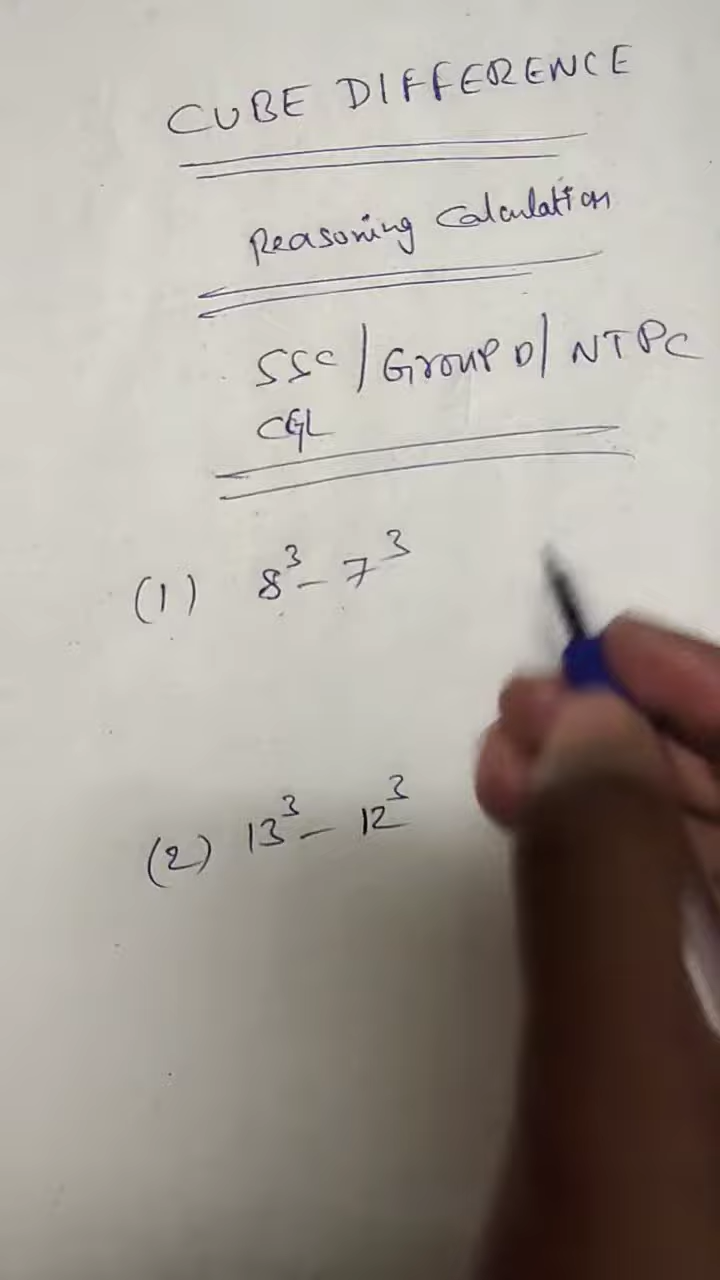 CUBE DIFFERENCE
Reasoning Calculation
SSC / Group D / NTPC
CGL
(1) 8³ - 7³
(2) 13³ - 12³